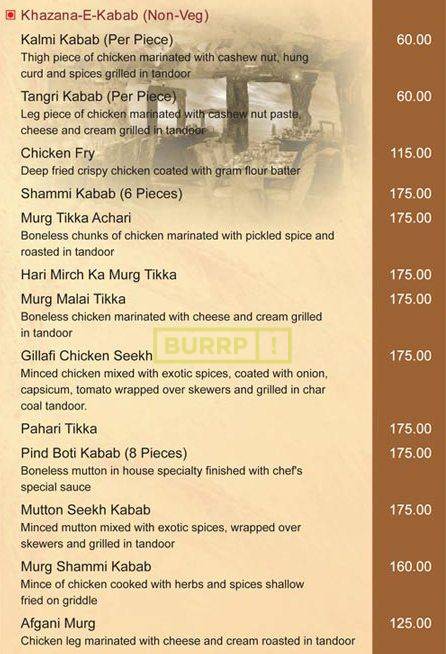 Khazana-E-Kabab (Non-Veg)
Kalmi Kabab (Per Piece) 60.00
Thigh piece of chicken marinated with cashew nut, hung
curd and spices grilled in tandoor
Tangri Kabab (Per Piece) 60.00
Leg piece of chicken marinated with cashew nut paste,
cheese and cream grilled in tandoor
Chicken Fry 115.00
Deep fried crispy chicken coated with gram flour batter
Shammi Kabab (6 Pieces) 175.00
Murg Tikka Achari 175.00
Boneless chunks of chicken marinated with pickled spice and
roasted in tandoor
Hari Mirch Ka Murg Tikka 175.00
Murg Malai Tikka 175.00
Boneless chicken marinated with cheese and cream grilled
in tandoor
BURRP !
Gillafi Chicken Seekh 175.00
Minced chicken mixed with exotic spices, coated with onion,
capsicum, tomato wrapped over skewers and grilled in char
coal tandoor.
Pahari Tikka 175.00
Pind Boti Kabab (8 Pieces) 175.00
Boneless mutton in house specialty finished with chef's
special sauce
Mutton Seekh Kabab 175.00
Minced mutton mixed with exotic spices, wrapped over
skewers and grilled in tandoor
Murg Shammi Kabab 160.00
Mince of chicken cooked with herbs and spices shallow
fried on griddle
Afgani Murg 125.00
Chicken leg marinated with cheese and cream roasted in tandoor